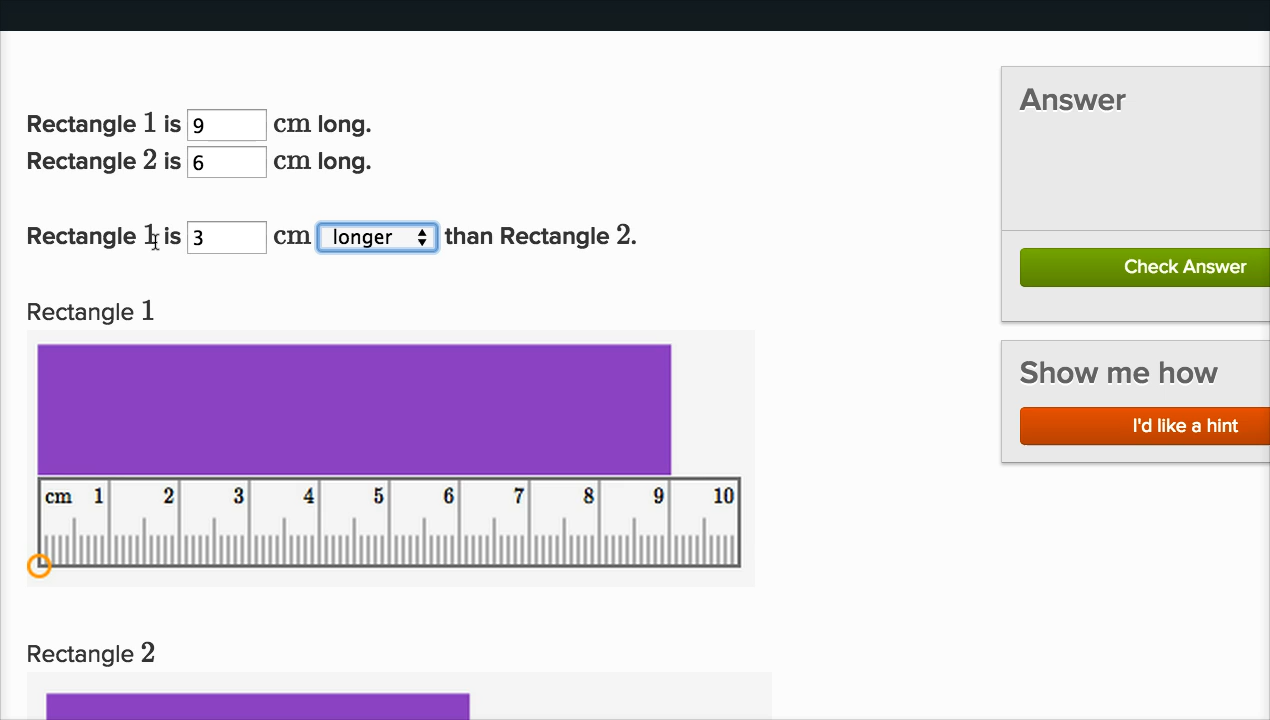 Rectangle 1 is 9 cm long.
Rectangle 2 is 6 cm long.
Rectangle 1 is 3 cm longer than Rectangle 2.
Rectangle 1
cm 1 2 3 4 5 6 7 8 9 10
Rectangle 2
Answer
Check Answer
Show me how
I'd like a hint